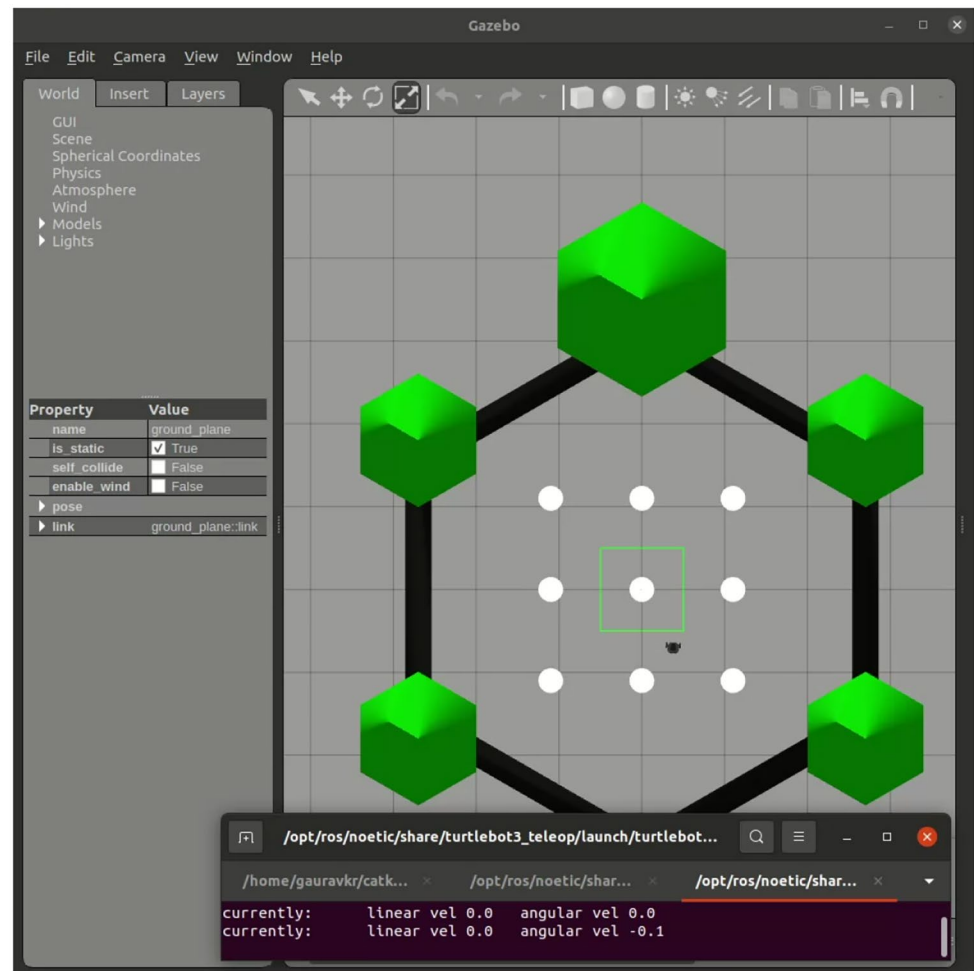 Gazebo
File Edit Camera View Window Help
World Insert Layers
GUI
Scene
Spherical Coordinates
Physics
Atmosphere
Wind
Models
Lights
Property Value
name ground_plane
is_static True
self_collide False
enable_wind False
pose
link ground_plane::link
/opt/ros/noetic/share/turtlebot3_teleop/launch/turtlebot...
/home/gauravkr/catk... /opt/ros/noetic/shar... /opt/ros/noetic/shar...
currently: linear vel 0.0 angular vel 0.0
currently: linear vel 0.0 angular vel -0.1